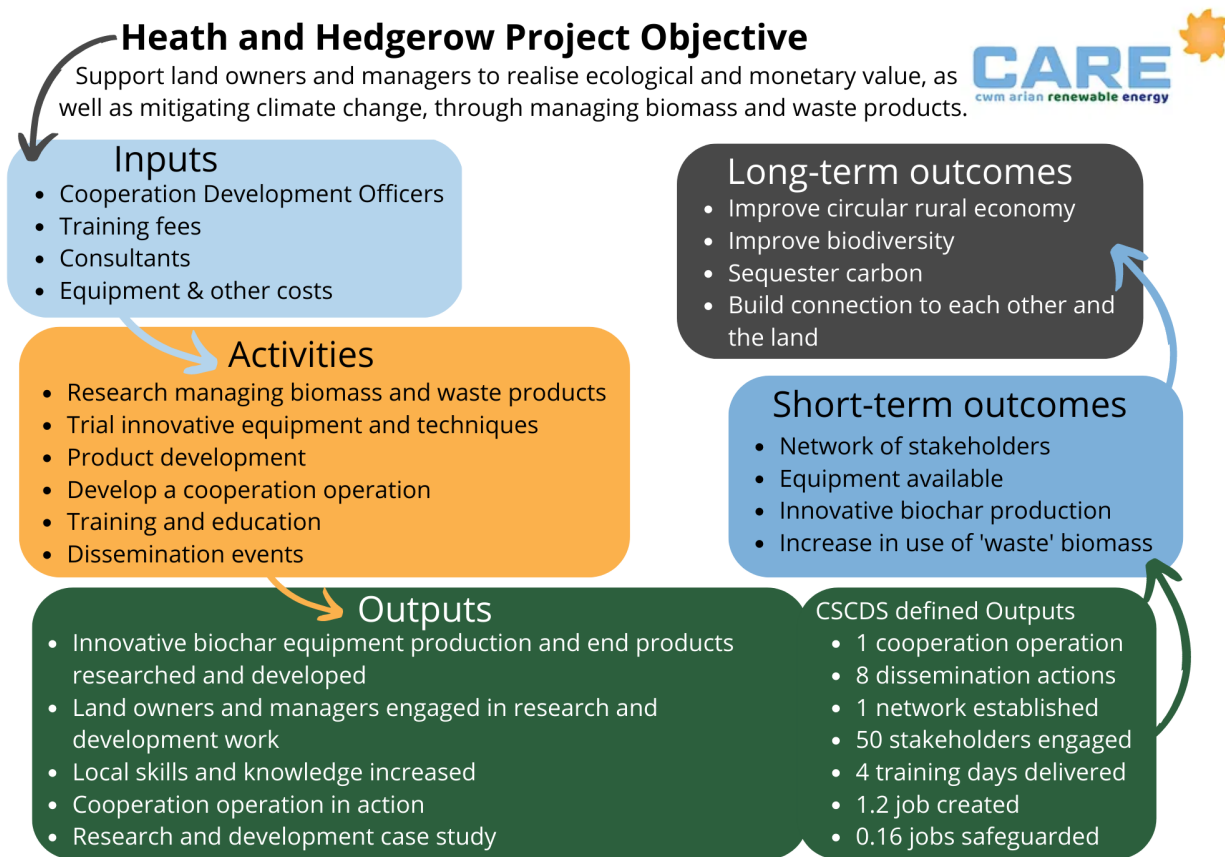 Heath and Hedgerow Project Objective
Support land owners and managers to realise ecological and monetary value, as
well as mitigating climate change, through managing biomass and waste products.
CARE
cwm arian renewable energy
Inputs
• Cooperation Development Officers
• Training fees
• Consultants
• Equipment & other costs
Activities
• Research managing biomass and waste products
• Trial innovative equipment and techniques
• Product development
• Develop a cooperation operation
• Training and education
• Dissemination events
Outputs
• Innovative biochar equipment production and end products
researched and developed
• Land owners and managers engaged in research and
development work
• Local skills and knowledge increased
• Cooperation operation in action
• Research and development case study
CSCDS defined Outputs
• 1 cooperation operation
• 8 dissemination actions
• 1 network established
• 50 stakeholders engaged
• 4 training days delivered
• 1.2 job created
• 0.16 jobs safeguarded
Short-term outcomes
• Network of stakeholders
• Equipment available
• Innovative biochar production
• Increase in use of 'waste' biomass
Long-term outcomes
• Improve circular rural economy
• Improve biodiversity
• Sequester carbon
• Build connection to each other and
the land